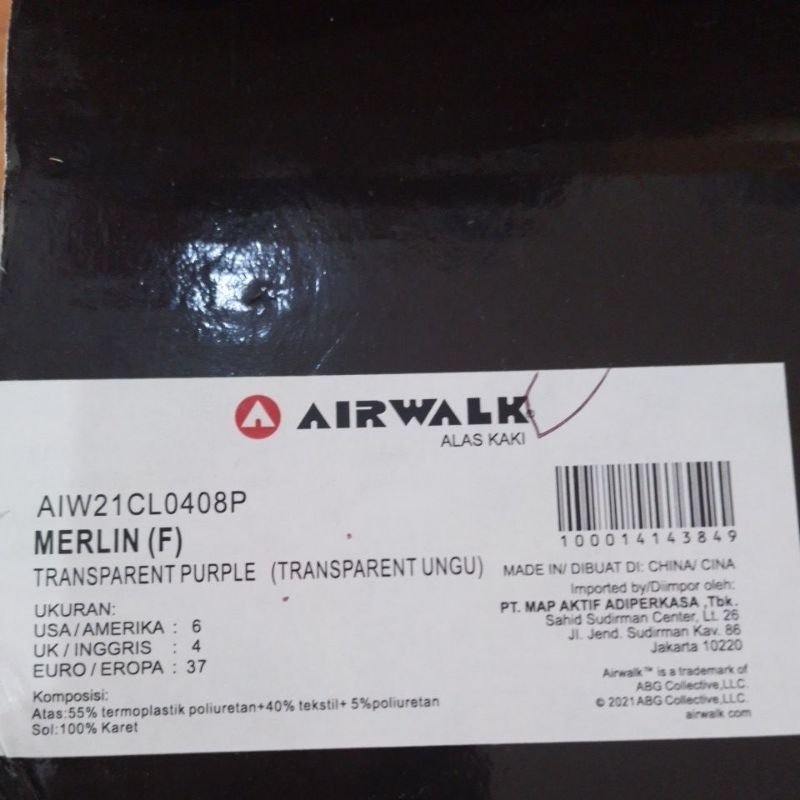 AIRWALK®
ALAS KAKI
AIW21CL0408P
MERLIN (F)
TRANSPARENT PURPLE (TRANSPARENT UNGU)
UKURAN:
USA/AMERIKA : 6
UK/INGGRIS : 4
EURO/EROPA : 37
Komposisi:
Atas:55% termoplastik poliuretan+40% tekstil+ 5%poliuretan
Sol:100% Karet
100014143849
MADE IN/ DIBUAT DI: CHINA/ CINA
Imported by/Diimpor oleh:
PT. MAP AKTIF ADIPERKASA ,Tbk.
Sahid Sudirman Center, Lt. 26
Jl. Jend. Sudirman Kav. 86
Jakarta 10220
Airwalk™ is a trademark of
ABG Collective,LLC.
© 2021 ABG Collective,LLC.
airwalk.com